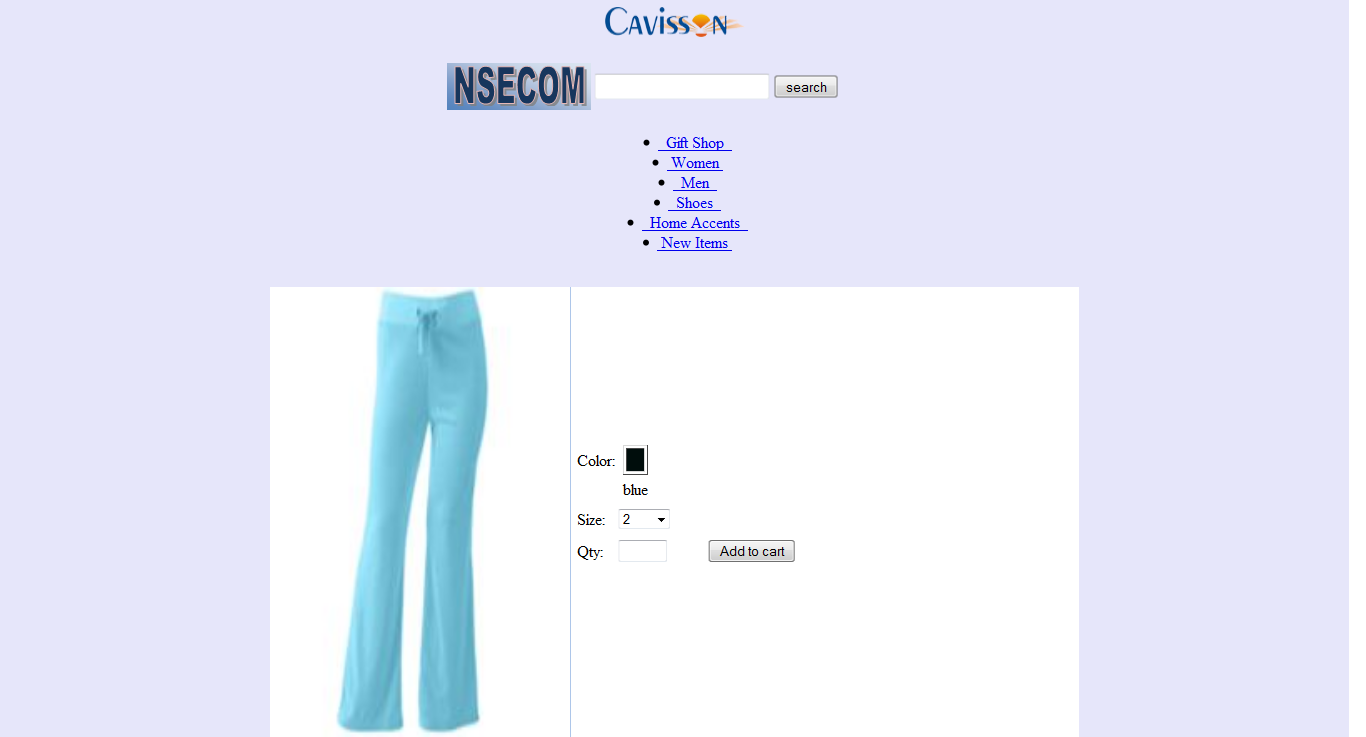 CAVISSON
NSECOM search
Gift Shop
Women
Men
Shoes
Home Accents
New Items
Color:
blue
Size: 2
Qty: Add to cart